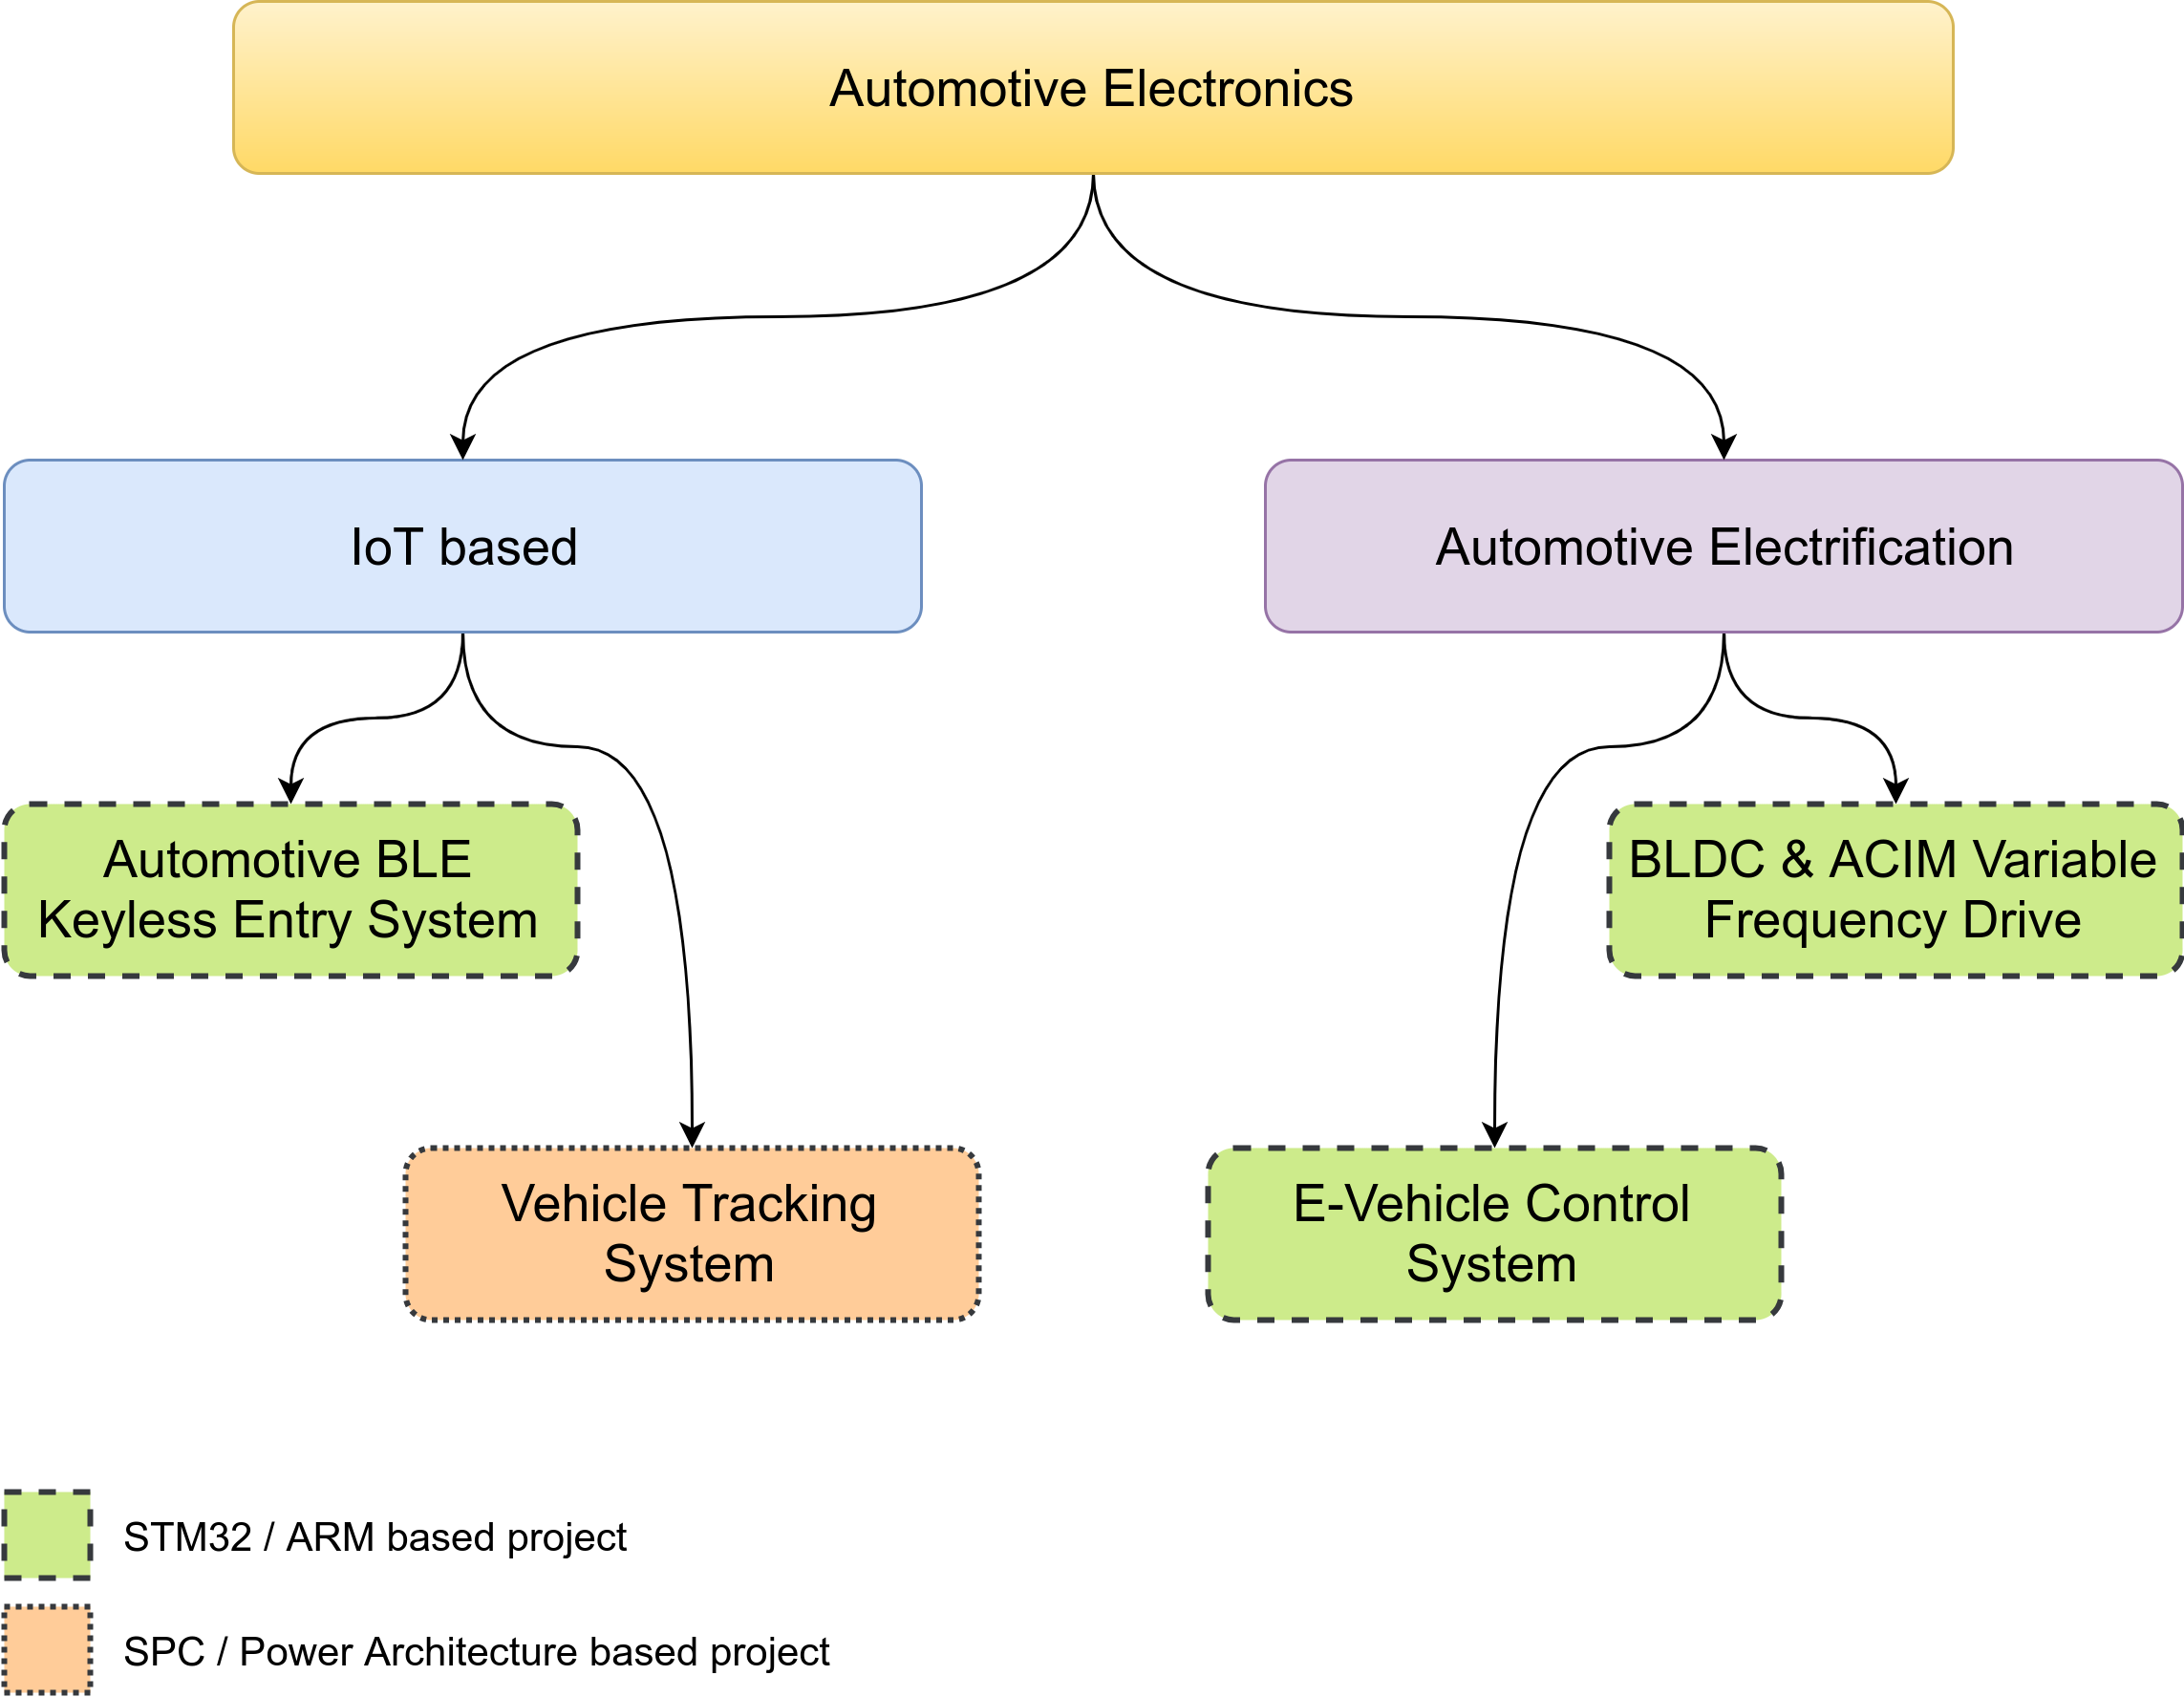 Automotive Electronics
IoT based
Automotive Electrification
Automotive BLE
Keyless Entry System
BLDC & ACIM Variable
Frequency Drive
Vehicle Tracking
System
E-Vehicle Control
System
STM32 / ARM based project
SPC / Power Architecture based project